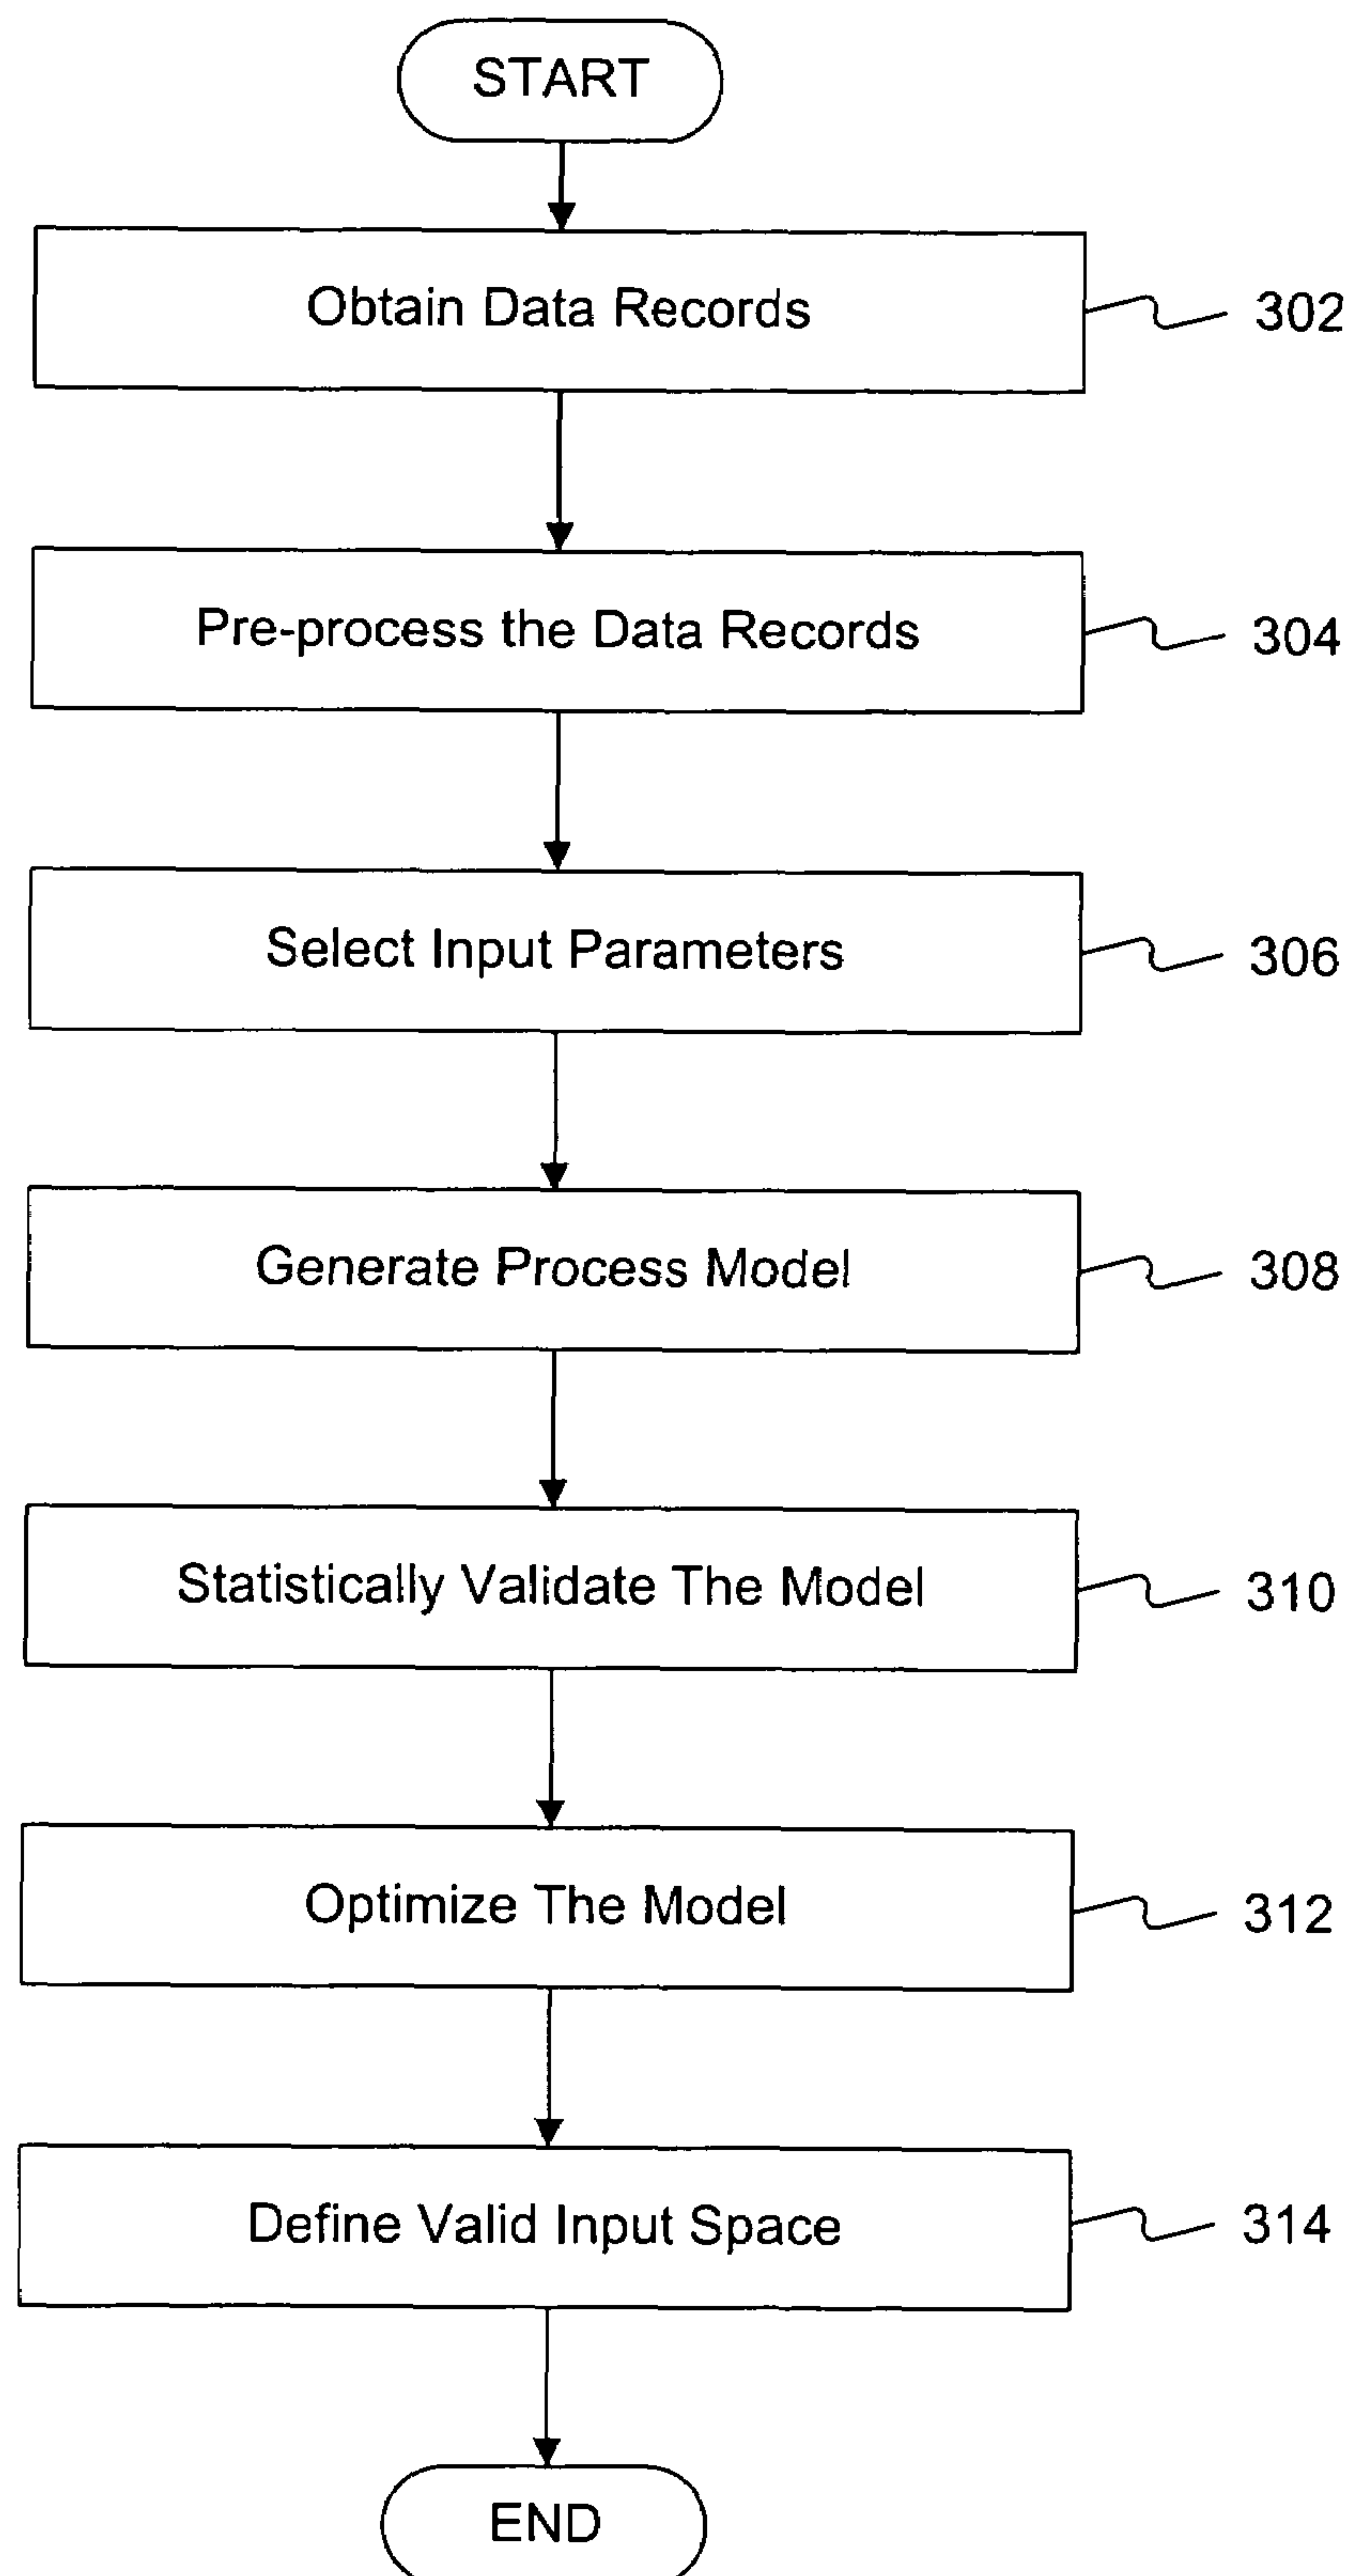 START
Obtain Data Records
302
Pre-process the Data Records
304
Select Input Parameters
306
Generate Process Model
308
Statistically Validate The Model
310
Optimize The Model
312
Define Valid Input Space
314
END